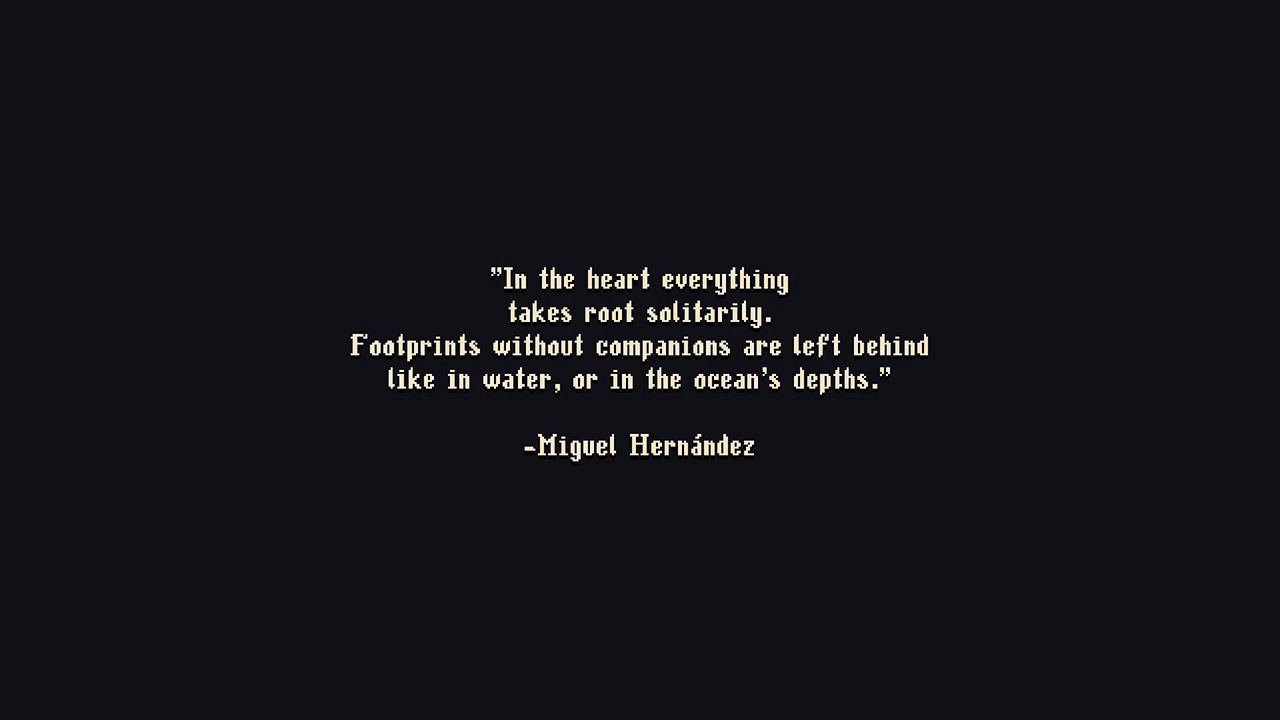 "In the heart everything
takes root solitarily.
Footprints without companions are left behind
like in water, or in the ocean's depths."
-Miguel Hernández